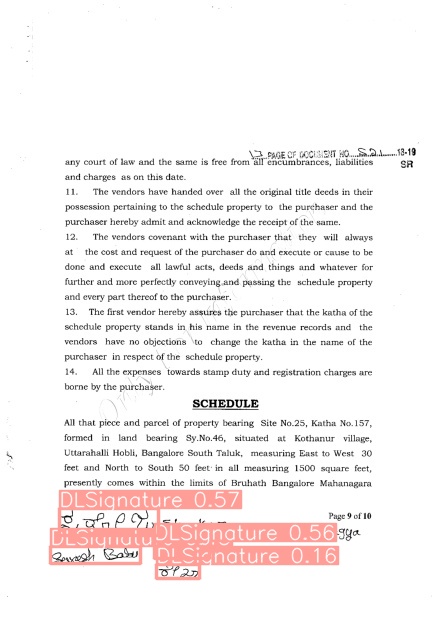 13 PAGE OF DOCUMENT NO. 521 18-19
SR
any court of law and the same is free from all encumbrances, liabilities
and charges as on this date.
11. The vendors have handed over all the original title deeds in their
possession pertaining to the schedule property to the purchaser and the
purchaser hereby admit and acknowledge the receipt of the same.
12. The vendors covenant with the purchaser that they will always
at the cost and request of the purchaser do and execute or cause to be
done and execute all lawful acts, deeds and things and whatever for
further and more perfectly conveying and passing the schedule property
and every part thereof to the purchaser.
13. The first vendor hereby assures the purchaser that the katha of the
schedule property stands in his name in the revenue records and the
vendors have no objections to change the katha in the name of the
purchaser in respect of the schedule property.
14. All the expenses towards stamp duty and registration charges are
borne by the purchaser.
SCHEDULE
All that piece and parcel of property bearing Site No.25, Katha No.157,
formed in land bearing Sy.No.46, situated at Kothanur village,
Uttarahalli Hobli, Bangalore South Taluk, measuring East to West 30
feet and North to South 50 feet in all measuring 1500 square feet,
presently comes within the limits of Bruhath Bangalore Mahanagara
DLSignature 0.57
Page 9 of 10
DLSignatu DLSignature 0.56
Babu DLSignature 0.16